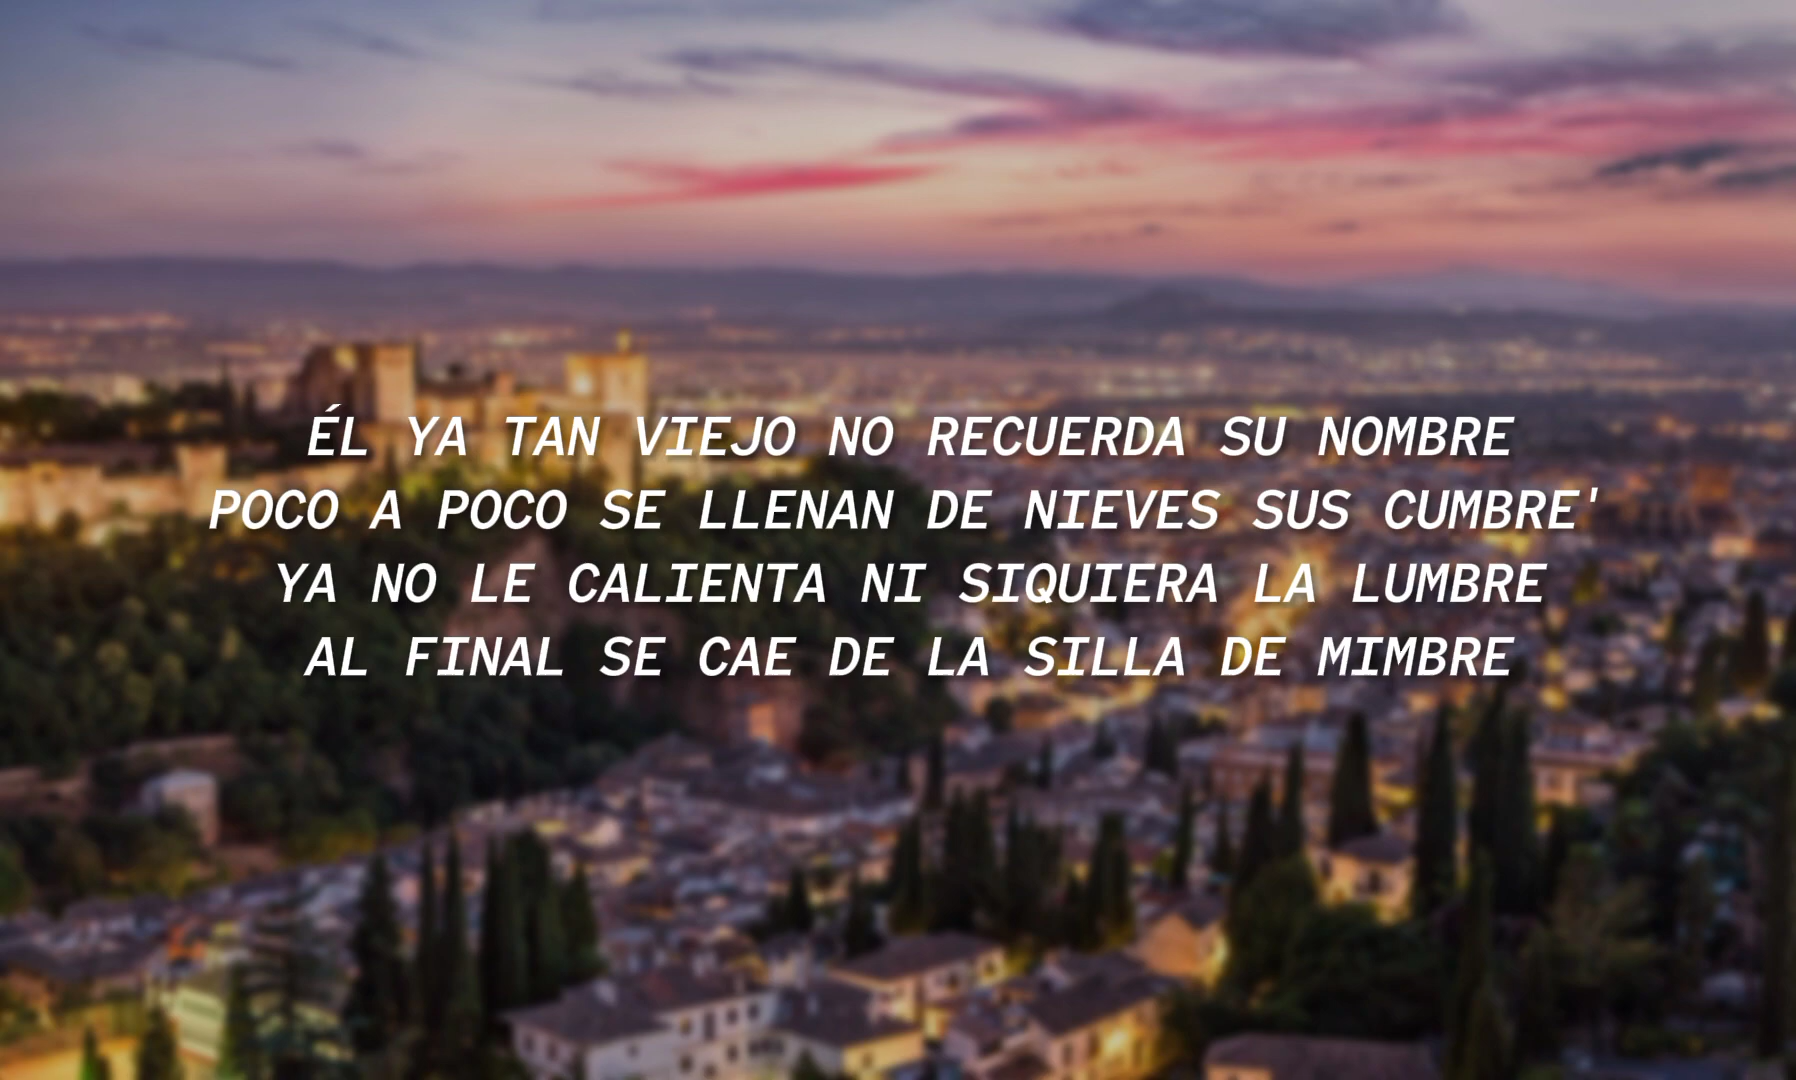 ÉL YA TAN VIEJO NO RECUERDA SU NOMBRE
POCO A POCO SE LLENAN DE NIEVES SUS CUMBRE'
YA NO LE CALIENTA NI SIQUIERA LA LUMBRE
AL FINAL SE CAE DE LA SILLA DE MIMBRE